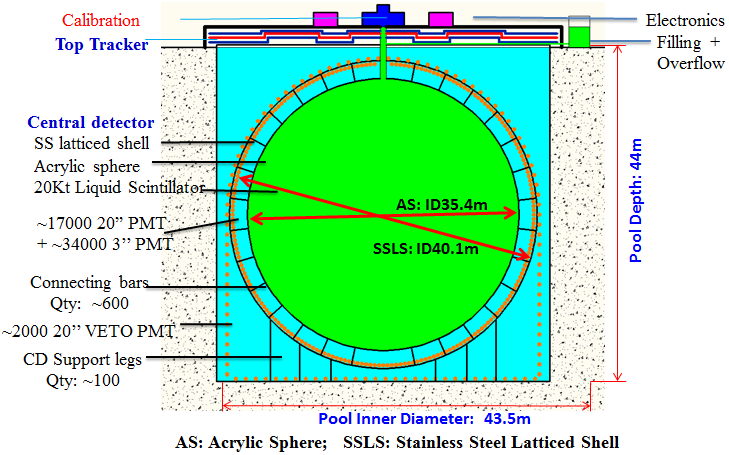 Calibration
Electronics
Top Tracker
Filling +
Overflow
Central detector
SS latticed shell
Acrylic sphere
20Kt Liquid Scintillator
~17000 20” PMT
+ ~34000 3” PMT
Connecting bars
Qty: ~600
~2000 20’’ VETO PMT
CD Support legs
Qty: ~100
AS: ID35.4m
SSLS: ID40.1m
Pool Depth: 44m
Pool Inner Diameter: 43.5m
AS: Acrylic Sphere; SSLS: Stainless Steel Latticed Shell